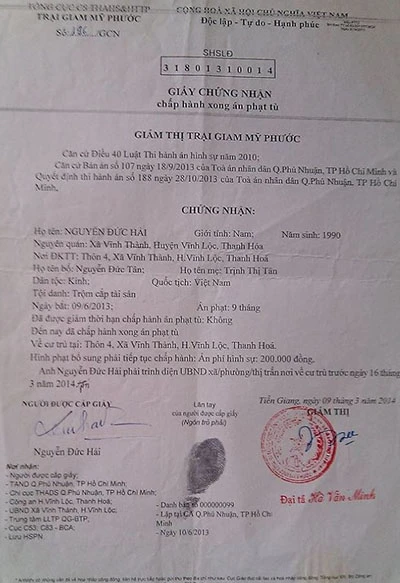 TỔNG CỤC CS THAHS&HTTP
TRẠI GIAM MỸ PHƯỚC
Số: 186/GCN
CỘNG HOÀ XÃ HỘI CHỦ NGHĨA VIỆT NAM
Độc lập - Tự do - Hạnh phúc
SHSLĐ
31801310014
GIẤY CHỨNG NHẬN
chấp hành xong án phạt tù
GIÁM THỊ TRẠI GIAM MỸ PHƯỚC
Căn cứ Điều 40 Luật Thi hành án hình sự năm 2010;
Căn cứ Bản án số 107 ngày 18/9/2013 của Toà án nhân dân Q.Phú Nhuận, TP Hồ Chí Minh và
Quyết định thi hành án số 188 ngày 28/10/2013 của Toà án nhân dân Q.Phú Nhuận, TP Hồ Chí
Minh,
CHỨNG NHẬN:
Họ tên: NGUYỄN ĐỨC HẢI Giới tính: Nam; Năm sinh: 1990
Nguyên quán: Xã Vĩnh Thành, Huyện Vĩnh Lộc, Thanh Hóa
Nơi ĐKTT: Thôn 4, Xã Vĩnh Thành, H.Vĩnh Lộc, Thanh Hoá
Họ tên bố: Nguyễn Đức Tân; Họ tên mẹ: Trịnh Thị Tân
Dân tộc: Kinh; Quốc tịch: Việt Nam
Tội danh: Trộm cắp tài sản
Ngày bắt: 09/6/2013; Án phạt: 9 tháng
Đã được giảm thời hạn chấp hành án phạt tù: Không
Đến nay đã chấp hành xong án phạt tù
Về cư trú tại: Thôn 4, Xã Vĩnh Thành, H.Vĩnh Lộc, Thanh Hoá.
Hình phạt bổ sung phải tiếp tục chấp hành: Án phí hình sự: 200.000 đồng.
Anh Nguyễn Đức Hải phải trình diện UBND xã/phường/thị trấn nơi về cư trú trước ngày 16 tháng
3 năm 2014.
Tiền Giang, ngày 09 tháng 3 năm 2014
NGƯỜI ĐƯỢC CẤP GIẤY
Lăn tay
của người được cấp giấy
(Ngón trỏ phải)
GIÁM THỊ
Nguyễn Đức Hải
Đại tá Hồ Văn Minh
Nơi nhận:
- Người được cấp giấy;
- TAND Q.Phú Nhuận, TP Hồ Chí Minh;
- Chi cục THADS Q.Phú Nhuận, TP Hồ Chí Minh;
- Công an H.Vĩnh Lộc, Thanh Hoá;
- UBND Xã Vĩnh Thành, H.Vĩnh Lộc;
- Trung tâm LLTP QG-BTP;
- Cục C53, C83 - BCA;
- Lưu HSPN.
- Danh bản số 000000099
- Lập tại CA Q.Phú Nhuận, TP Hồ Chí
Minh
- Ngày 10/6/2013